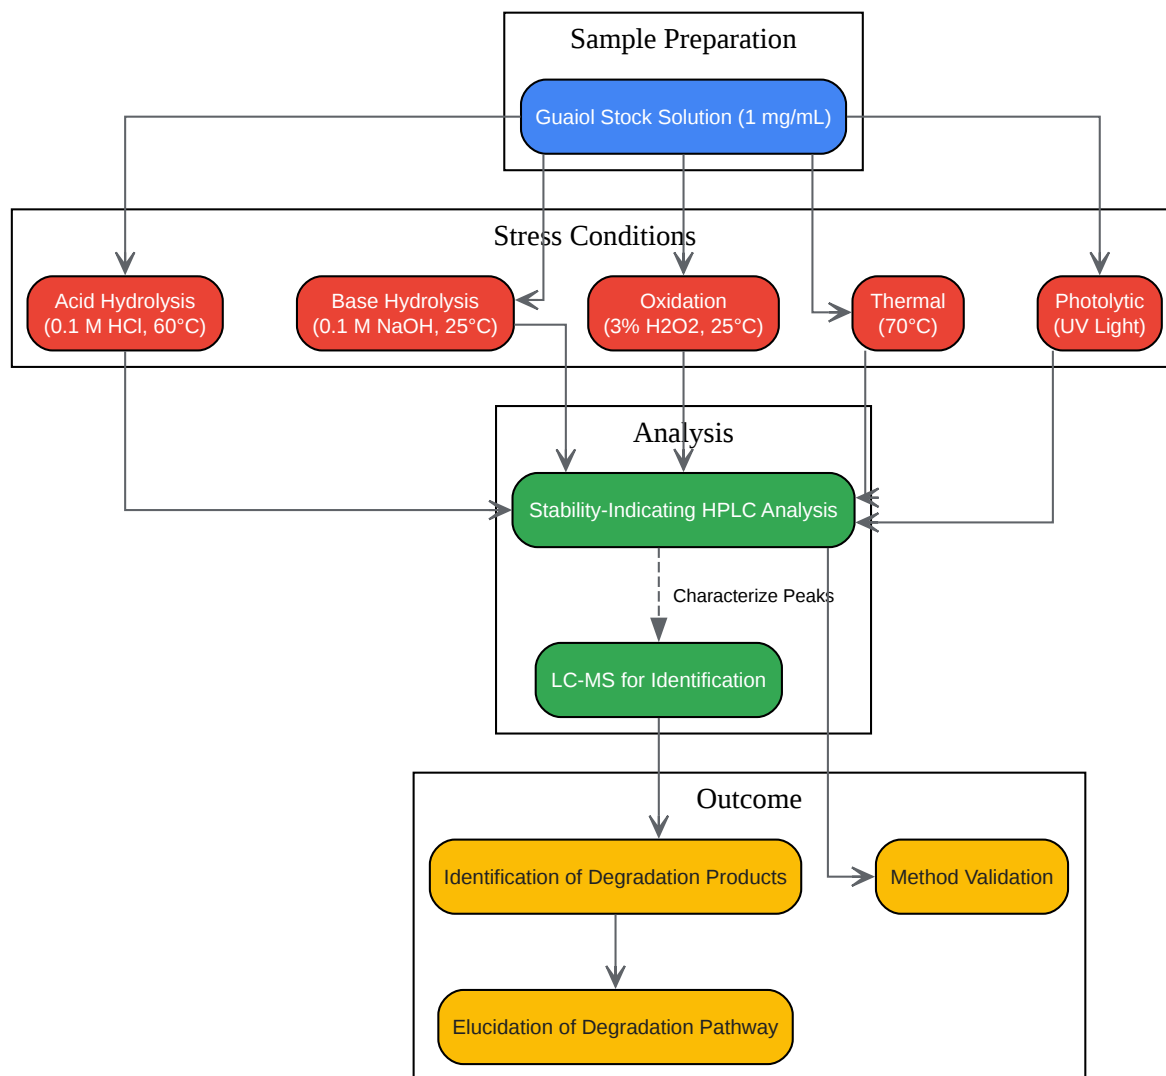 Sample Preparation
Guaiol Stock Solution (1 mg/mL)
Stress Conditions
Acid Hydrolysis
(0.1 M HCl, 60°C)
Base Hydrolysis
(0.1 M NaOH, 25°C)
Oxidation
(3% H2O2, 25°C)
Thermal
(70°C)
Photolytic
(UV Light)
Analysis
Stability-Indicating HPLC Analysis
Characterize Peaks
LC-MS for Identification
Outcome
Identification of Degradation Products
Method Validation
Elucidation of Degradation Pathway